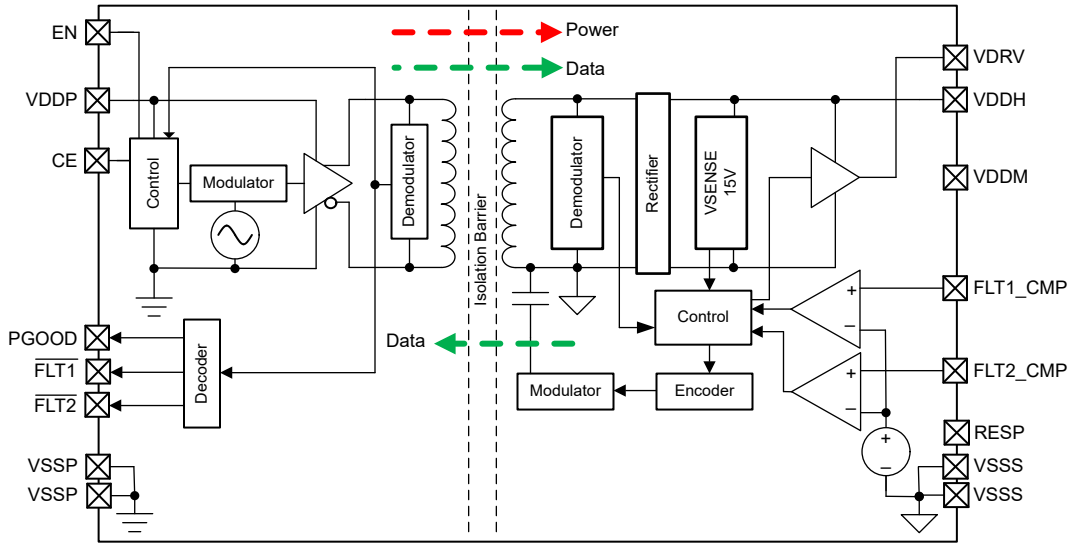 EN
VDDP
CE
Control
Modulator
Demodulator
PGOOD
FLT1
FLT2
Decoder
VSSP
VSSP
Isolation Barrier
Power
Data
Data
Demodulator
Rectifier
VSENSE
15V
Control
Modulator
Encoder
+
–
+
–
+
–
VDRV
VDDH
VDDM
FLT1_CMP
FLT2_CMP
RESP
VSSS
VSSS